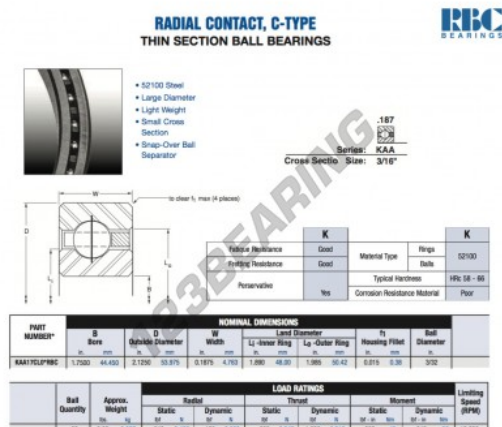 RADIAL CONTACT, C-TYPE
THIN SECTION BALL BEARINGS
RBC
BEARINGS
• 52100 Steel
• Large Diameter
• Light Weight
• Small Cross
Section
• Snap-Over Ball
Separator
.187
Series: KAA
Cross Sectio Size: 3/16"
123BEARING
W
to clear f₁ max (4 places)
D
B
K K
Fatigue Resistance Good Material Type Rings 52100
Fretting Resistance Good Balls
Perservative Yes Typical Hardness HRc 58 - 66
Corrosion Resistance Material Poor
PART NUMBER* NOMINAL DIMENSIONS
B Bore D Outside Diameter W Width Land Diameter f₁ Housing Fillet Ball Diameter
Lᵢ -Inner Ring L₀ -Outer Ring
in. mm in. mm in. mm in. mm in. mm in. mm in.
KAA17CL0*RBC 1.7500 44.450 2.1250 53.975 0.1875 4.763 1.890 48.00 1.985 50.42 0.015 0.38 3/32
Ball Quantity Approx. Weight LOAD RATINGS Limiting Speed (RPM)
Radial Thrust Moment
Static Dynamic Static Dynamic Static Dynamic